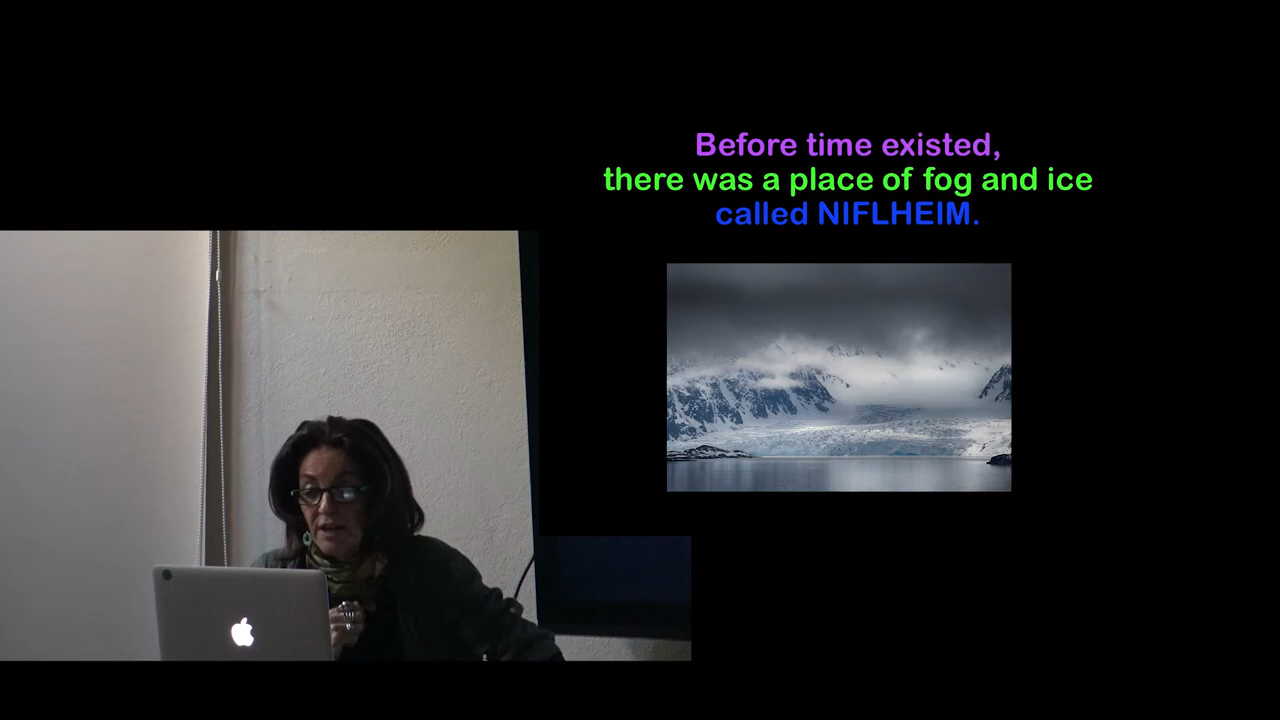 Before time existed,
there was a place of fog and ice
called NIFLHEIM.